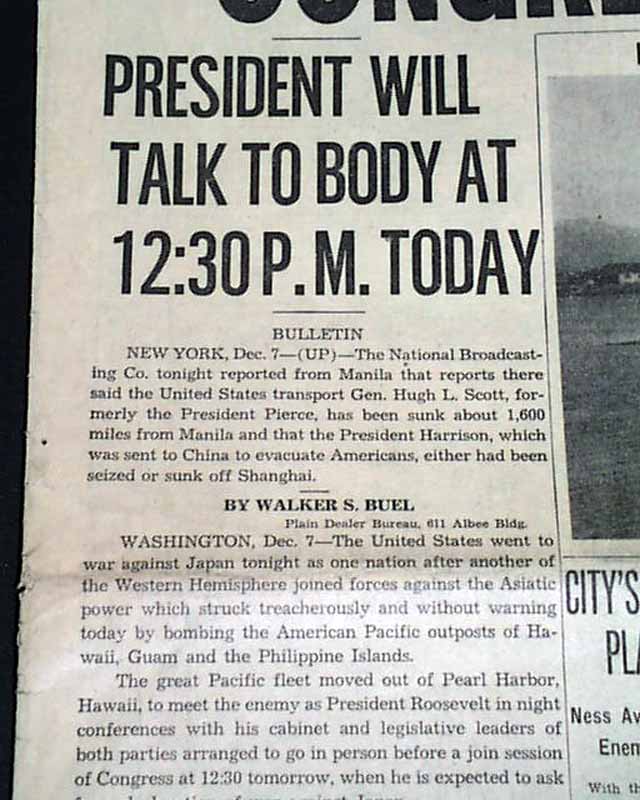 PRESIDENT WILL
TALK TO BODY AT
12:30 P.M. TODAY
BULLETIN
NEW YORK, Dec. 7—(UP)—The National Broadcast-
ing Co. tonight reported from Manila that reports there
said the United States transport Gen. Hugh L. Scott, for-
merly the President Pierce, has been sunk about 1,600
miles from Manila and that the President Harrison, which
was sent to China to evacuate Americans, either had been
seized or sunk off Shanghai.
BY WALKER S. BUEL
Plain Dealer Bureau, 611 Albee Bldg.
WASHINGTON, Dec. 7—The United States went to
war against Japan tonight as one nation after another of
the Western Hemisphere joined forces against the Asiatic
power which struck treacherously and without warning
today by bombing the American Pacific outposts of Ha-
waii, Guam and the Philippine Islands.
The great Pacific fleet moved out of Pearl Harbor,
Hawaii, to meet the enemy as President Roosevelt in night
conferences with his cabinet and legislative leaders of
both parties arranged to go in person before a join session
of Congress at 12:30 tomorrow, when he is expected to ask
CITY'S
PLA
Ness Av
Enem
With th